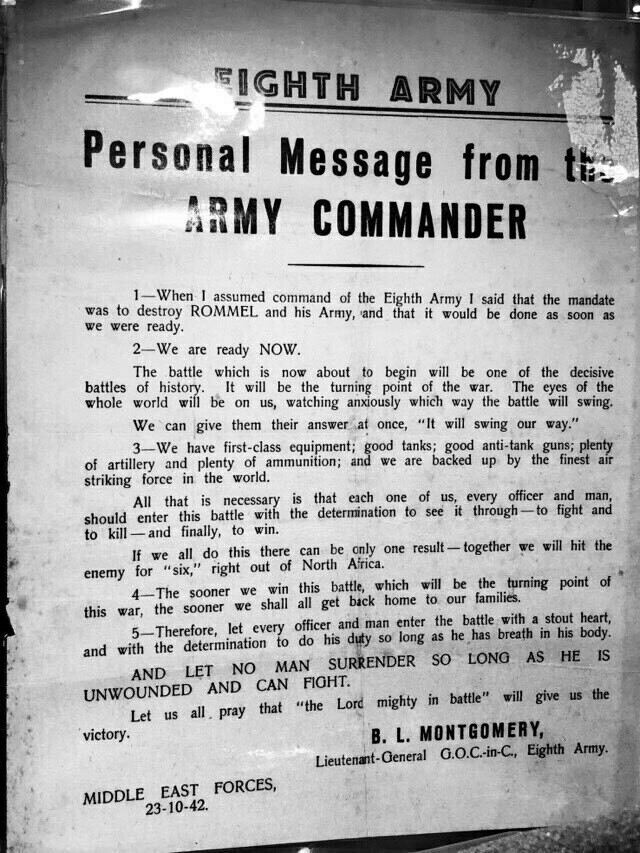 EIGHTH ARMY
Personal Message from the
ARMY COMMANDER
1—When I assumed command of the Eighth Army I said that the mandate
was to destroy ROMMEL and his Army, and that it would be done as soon as
we were ready.
2—We are ready NOW.
The battle which is now about to begin will be one of the decisive
battles of history. It will be the turning point of the war. The eyes of the
whole world will be on us, watching anxiously which way the battle will swing.
We can give them their answer at once, "It will swing our way."
3—We have first-class equipment; good tanks; good anti-tank guns; plenty
of artillery and plenty of ammunition; and we are backed up by the finest air
striking force in the world.
All that is necessary is that each one of us, every officer and man,
should enter this battle with the determination to see it through—to fight and
to kill—and finally, to win.
If we all do this there can be only one result—together we will hit the
enemy for "six," right out of North Africa.
4—The sooner we win this battle, which will be the turning point of
this war, the sooner we shall all get back home to our families.
5—Therefore, let every officer and man enter the battle with a stout heart,
and with the determination to do his duty so long as he has breath in his body.
AND LET NO MAN SURRENDER SO LONG AS HE IS
UNWOUNDED AND CAN FIGHT.
Let us all pray that "the Lord mighty in battle" will give us the
victory.
B. L. MONTGOMERY,
Lieutenant-General G.O.C.-in-C., Eighth Army.
MIDDLE EAST FORCES,
23-10-42.